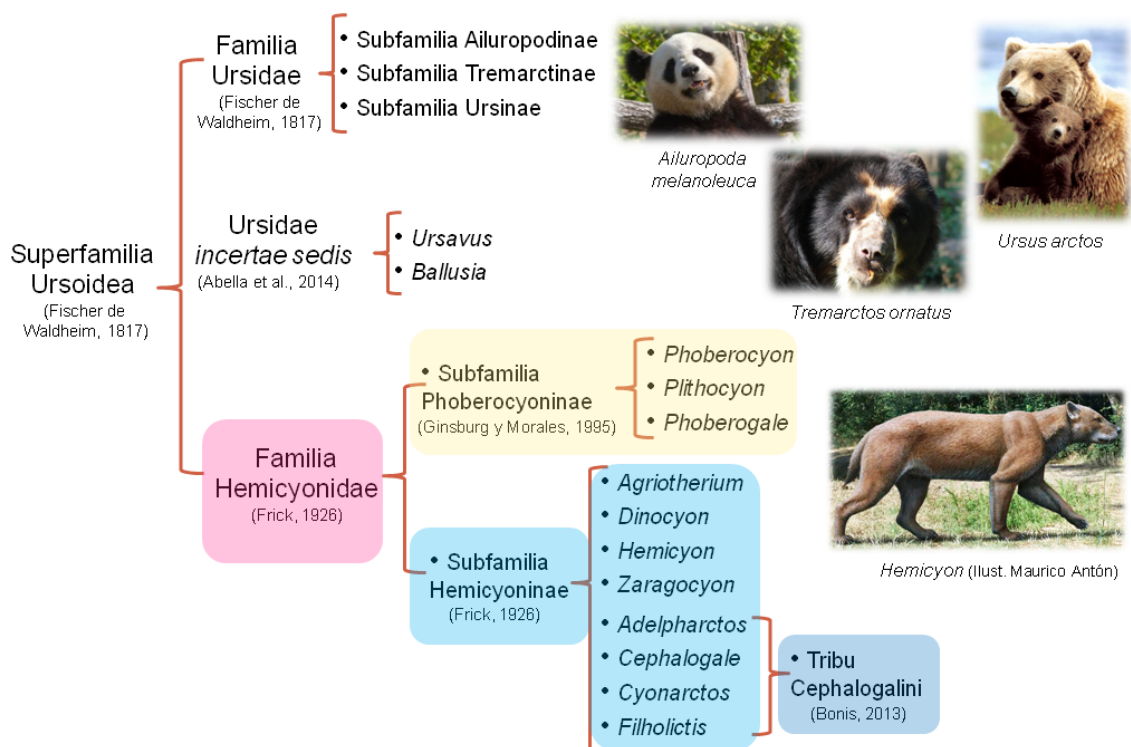 Superfamilia
Ursoidea
(Fischer de
Waldheim, 1817)
Familia
Ursidae
(Fischer de
Waldheim, 1817)
• Subfamilia Ailuropodinae
• Subfamilia Tremarctinae
• Subfamilia Ursinae
Ailuropoda
melanoleuca
Tremarctos ornatus
Ursus arctos
Ursidae
incertae sedis
(Abella et al., 2014)
• Ursavus
• Ballusia
Familia
Hemicyonidae
(Frick, 1926)
• Subfamilia
Phoberocyoninae
(Ginsburg y Morales, 1995)
• Phoberocyon
• Plithocyon
• Phoberogale
• Subfamilia
Hemicyoninae
(Frick, 1926)
• Agriotherium
• Dinocyon
• Hemicyon
• Zaragocyon
• Adelpharctos
• Cephalogale
• Cyonarctos
• Filholictis
• Tribu
Cephalogalini
(Bonis, 2013)
Hemicyon (Ilust. Maurico Antón)